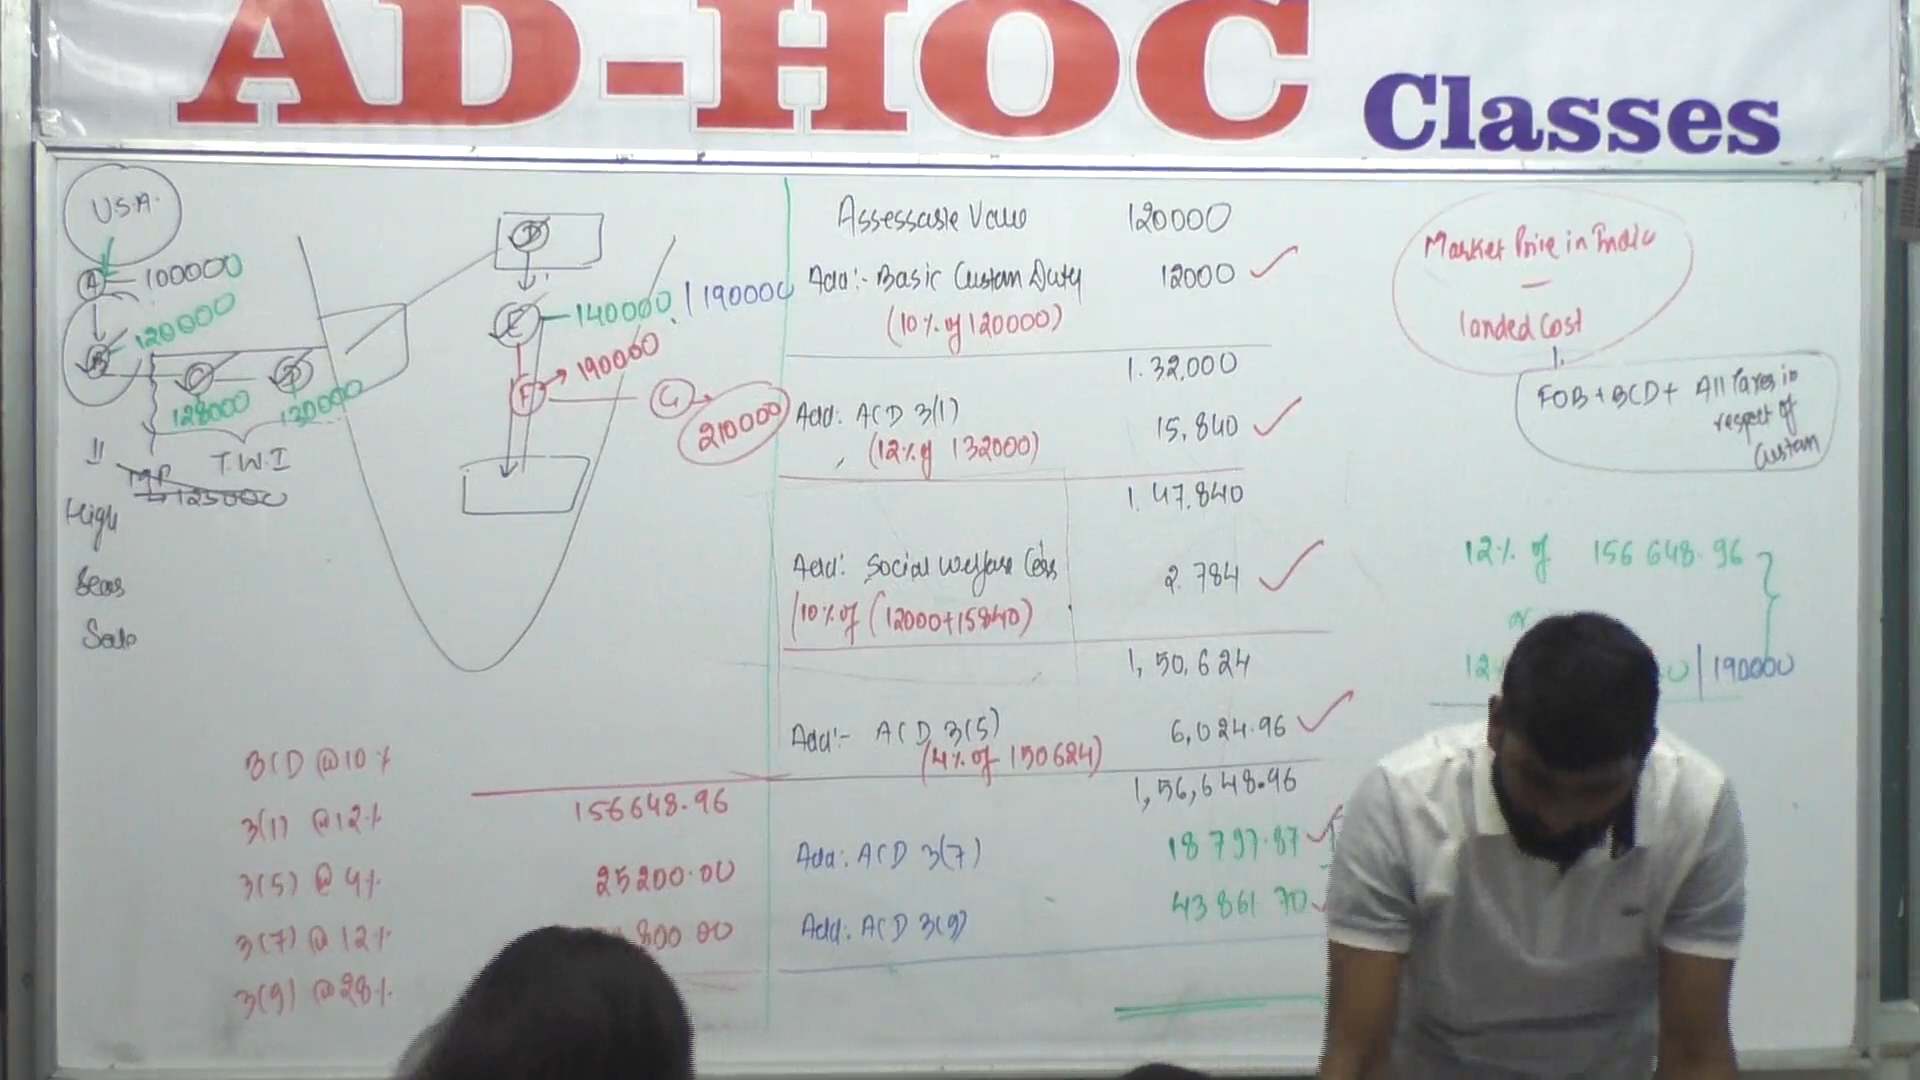 AD-HOC Classes
U.S.A.
A 100000
B 120000
C
128000
D
130000
T.W.I
125000
High
Seas
Sale
D
E 140000 / 190000
F 190000
G
210000
BCD @10%
3(1) @12%
3(5) @4%
3(7) @12%
3(9) @28%
156648.96
25200.00
800 00
Assessable Value 120000
Add:- Basic Custom Duty 12000
(10% of 120000)
1.32,000
Add: ACD 3(1) 15,840
(12% of 132000)
1.47.840
Add: Social Welfare Cess 2.784
(10% of (12000+15840)
1,50,624
Add:- ACD 3(5) 6,024.96
(4% of 150624)
1,56,648.96
Add: ACD 3(7) 18797.87
Add: ACD 3(9) 43861 70
Market Price in India
—
landed Cost
FOB + BCD + All Taxes in
respect of
Custom
12% of 156648.96
or
12 0 / 190000